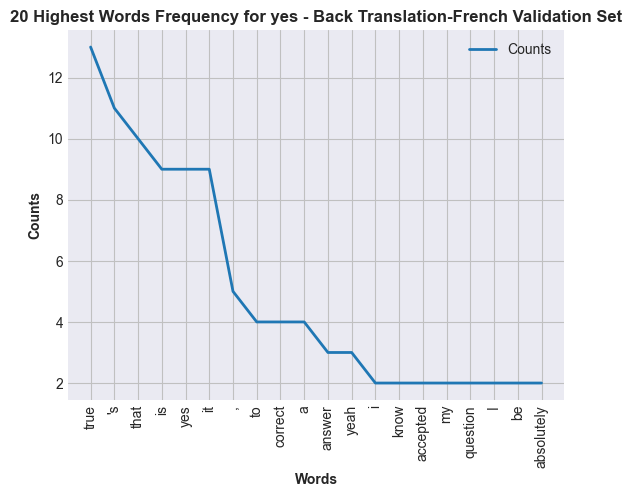 20 Highest Words Frequency for yes - Back Translation-French Validation Set
Counts
12
10
8
6
4
2
Counts
true
's
that
is
yes
it
,
to
correct
a
answer
yeah
i
know
accepted
my
question
I
be
absolutely
Words